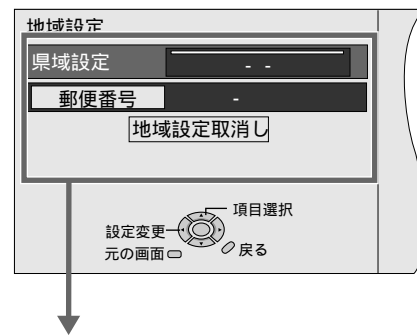 地域設定
県域設定 - -
郵便番号 -
地域設定取消し
項目選択
設定変更
元の画面 戻る